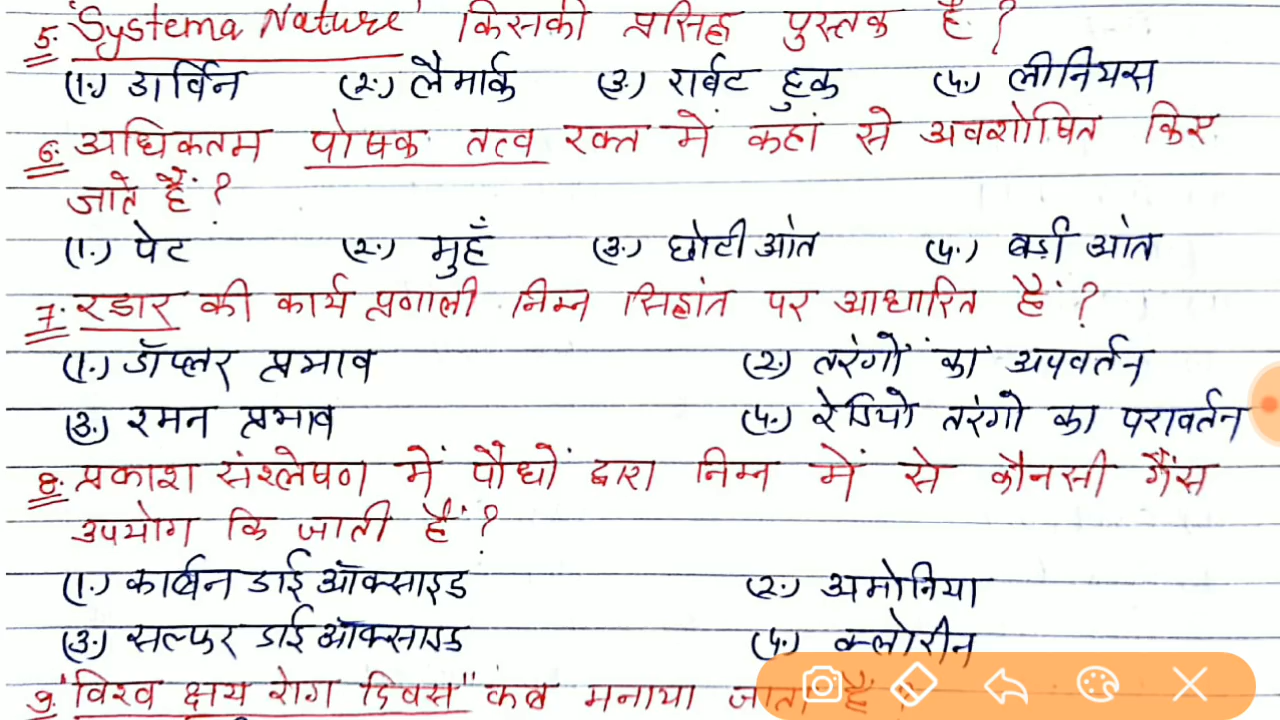 5. 'Systema Nature' किसकी प्रसिद्ध पुस्तक है ?
(1.) डार्विन (2.) लैमार्क (3.) रार्बट हुक (4.) लीनियस
6. अधिकतम पोषक तत्व रक्त में कहां से अवशोषित किए
जाते हैं ?
(1.) पेट (2.) मुहँ (3.) छोटी आंत (4.) बड़ी आंत
7. रडार की कार्य प्रणाली निम्न सिद्धांत पर आधारित हैं ?
(1.) डॉप्लर प्रभाव (2.) तरंगों का अपवर्तन
(3.) रमन प्रभाव (4.) रेडियो तरंगो का परावर्तन
8. प्रकाश संश्लेषण में पौधों द्वारा निम्न में से कौनसी गैंस
उपयोग कि जाती हैं ?
(1.) कार्बन डाई ऑक्साइड (2.) अमोनिया
(3.) सल्फर डाई ऑक्साइड (4.) क्लोरीन
9. "विश्व क्षय रोग दिवस" कब मनाया जाता है ?